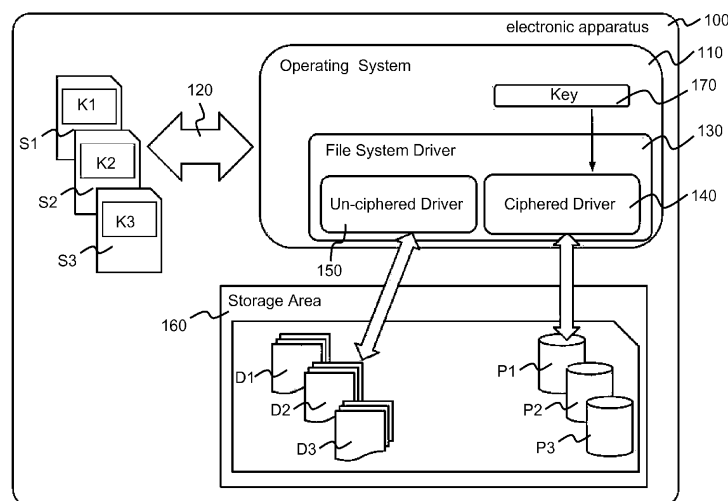 electronic apparatus
100
Operating System
110
120
Key
170
K1
S1
K2
S2
K3
S3
File System Driver
130
Un-ciphered Driver
Ciphered Driver
140
150
Storage Area
160
D1
D2
D3
P1
P2
P3